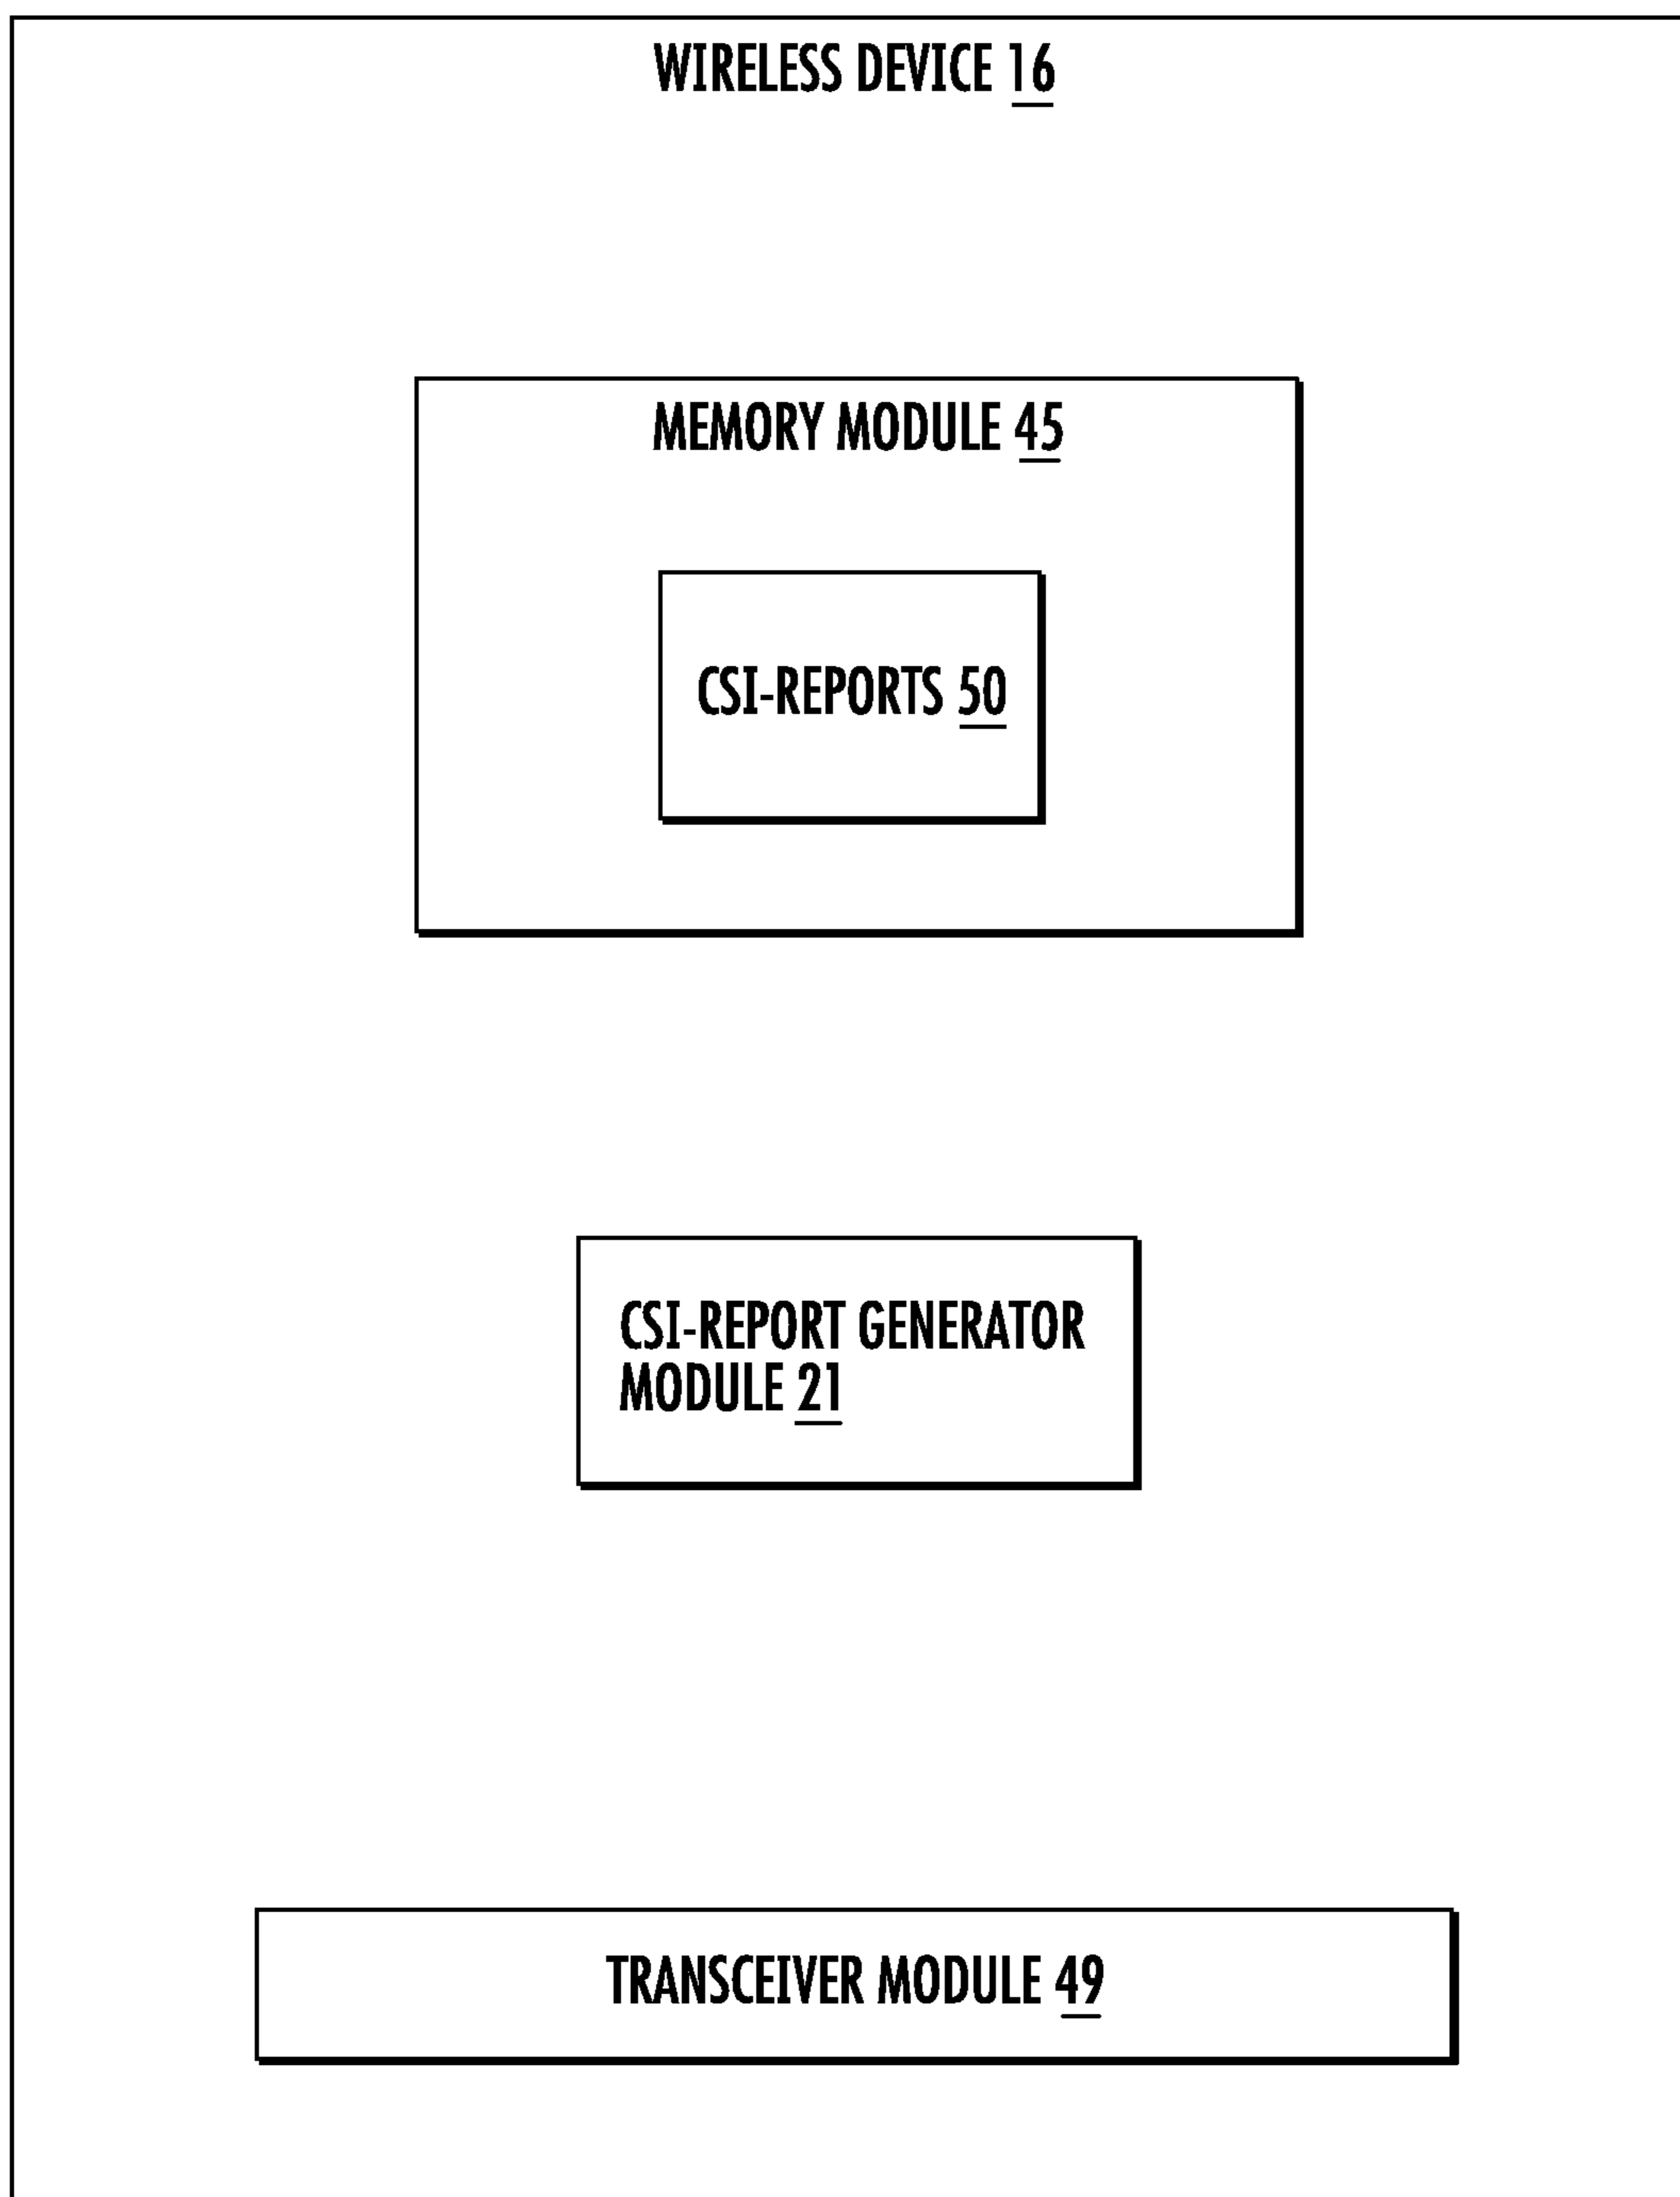 WIRELESS DEVICE 16
MEMORY MODULE 45
CSI-REPORTS 50
CSI-REPORT GENERATOR
MODULE 21
TRANSCEIVER MODULE 49